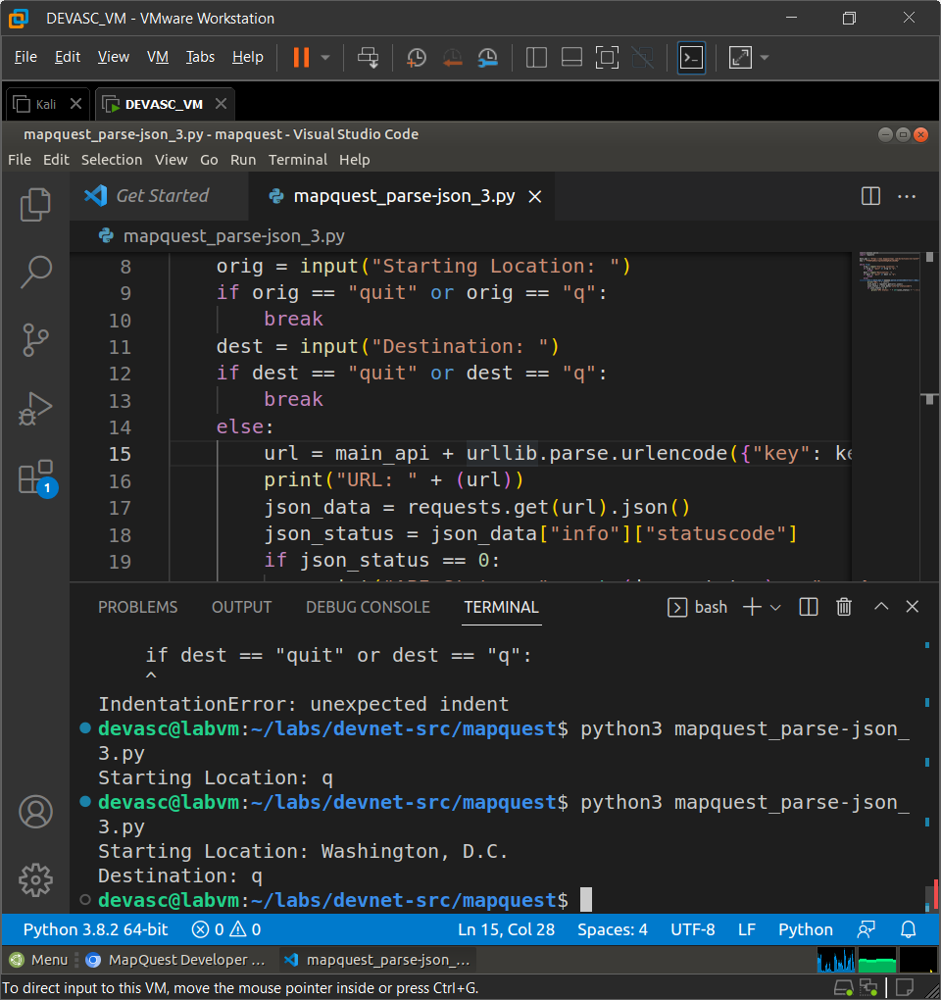 DEVASC_VM - VMware Workstation
File Edit View VM Tabs Help
Kali DEVASC_VM
mapquest_parse-json_3.py - mapquest - Visual Studio Code
File Edit Selection View Go Run Terminal Help
Get Started mapquest_parse-json_3.py
mapquest_parse-json_3.py
8 orig = input("Starting Location: ")
9 if orig == "quit" or orig == "q":
10 break
11 dest = input("Destination: ")
12 if dest == "quit" or dest == "q":
13 break
14 else:
15 url = main_api + urllib.parse.urlencode({"key": ke
16 print("URL: " + (url))
17 json_data = requests.get(url).json()
18 json_status = json_data["info"]["statuscode"]
19 if json_status == 0:
1
PROBLEMS OUTPUT DEBUG CONSOLE TERMINAL bash
if dest == "quit" or dest == "q":
^
IndentationError: unexpected indent
devasc@labvm:~/labs/devnet-src/mapquest$ python3 mapquest_parse-json_
3.py
Starting Location: q
devasc@labvm:~/labs/devnet-src/mapquest$ python3 mapquest_parse-json_
3.py
Starting Location: Washington, D.C.
Destination: q
devasc@labvm:~/labs/devnet-src/mapquest$
Python 3.8.2 64-bit 0 0 Ln 15, Col 28 Spaces: 4 UTF-8 LF Python
Menu MapQuest Developer ... mapquest_parse-json_...
To direct input to this VM, move the mouse pointer inside or press Ctrl+G.